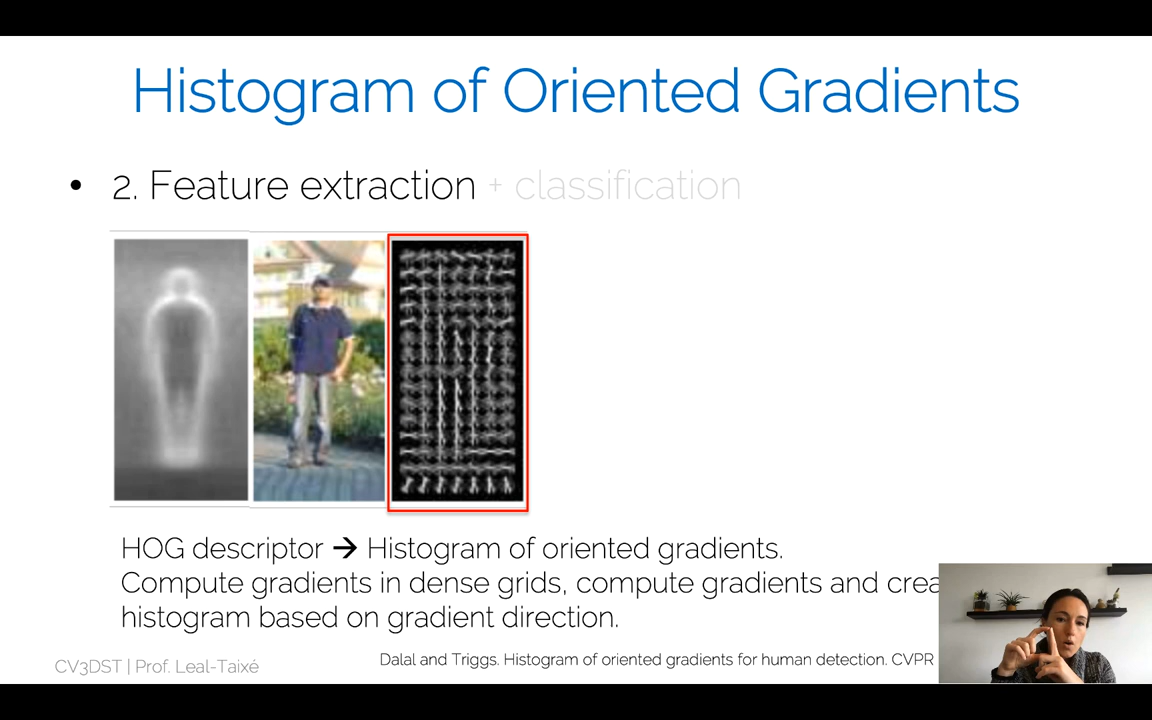 Histogram of Oriented Gradients
• 2. Feature extraction + classification
HOG descriptor → Histogram of oriented gradients.
Compute gradients in dense grids, compute gradients and crea
histogram based on gradient direction.
Dalal and Triggs. Histogram of oriented gradients for human detection. CVPR
CV3DST | Prof. Leal-Taixé